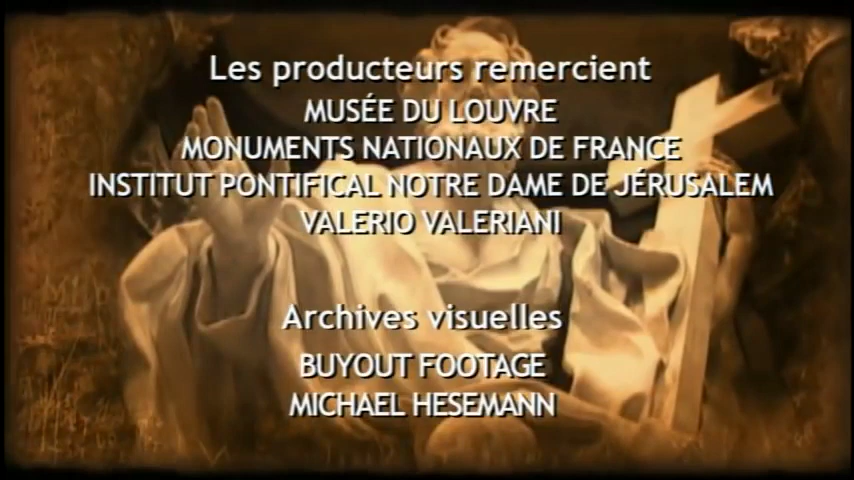 Les producteurs remercient
MUSÉE DU LOUVRE
MONUMENTS NATIONAUX DE FRANCE
INSTITUT PONTIFICAL NOTRE DAME DE JÉRUSALEM
VALERIO VALERIANI
Archives visuelles
BUYOUT FOOTAGE
MICHAEL HESEMANN